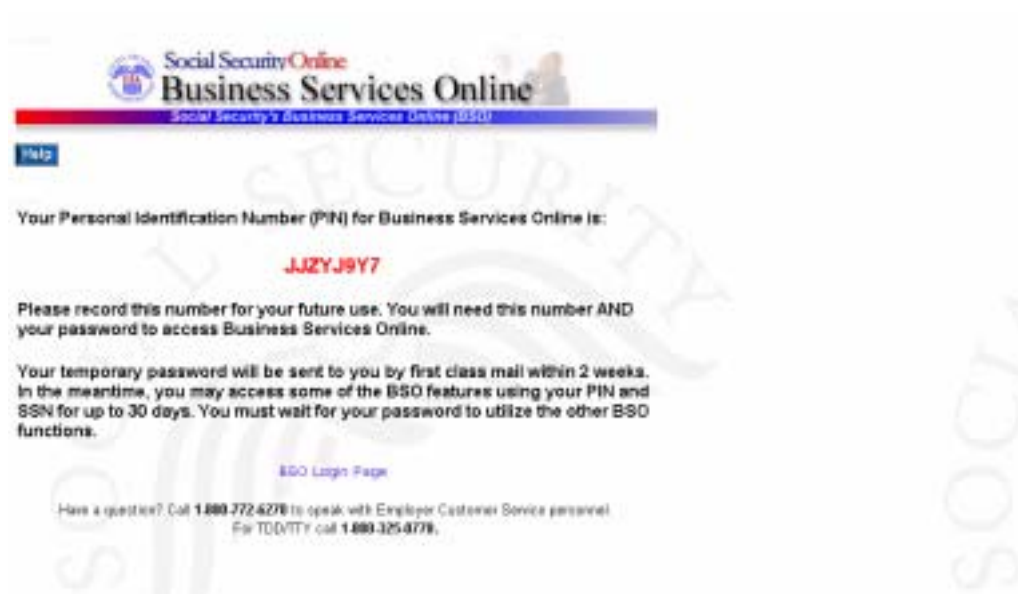 Social Security Online
Business Services Online
Social Security's Business Services Online (BSO)
Help
Your Personal Identification Number (PIN) for Business Services Online is:
JJZYJ9Y7
Please record this number for your future use. You will need this number AND
your password to access Business Services Online.
Your temporary password will be sent to you by first class mail within 2 weeks.
In the meantime, you may access some of the BSO features using your PIN and
SSN for up to 30 days. You must wait for your password to utilize the other BSO
functions.
BSO Login Page
Have a question? Call 1-800-772-6270 to speak with Employer Customer Service personnel.
For TDD/TTY call 1-800-325-0778.
L SECURITY
SOC
SOCIA